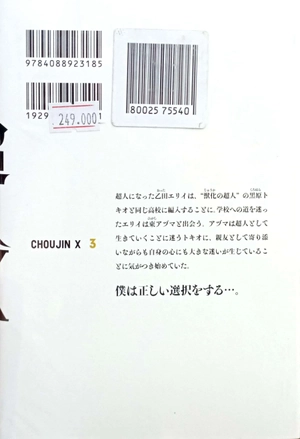 9784088923185
80025 75540
249.000
CHOUJIN X 3
超人になった乙田エリイは、“獣化の超人”の黒原ト
キオと同じ高校に編入することに。学校への道を迷っ
たエリイは東アヅマと出会う。アヅマは超人として
生きていくことに迷うトキオに、親友として寄り添
いながらも自身の心にも大きな迷いが生じているこ
とに気がつき始めていた。
僕は正しい選択をする…。